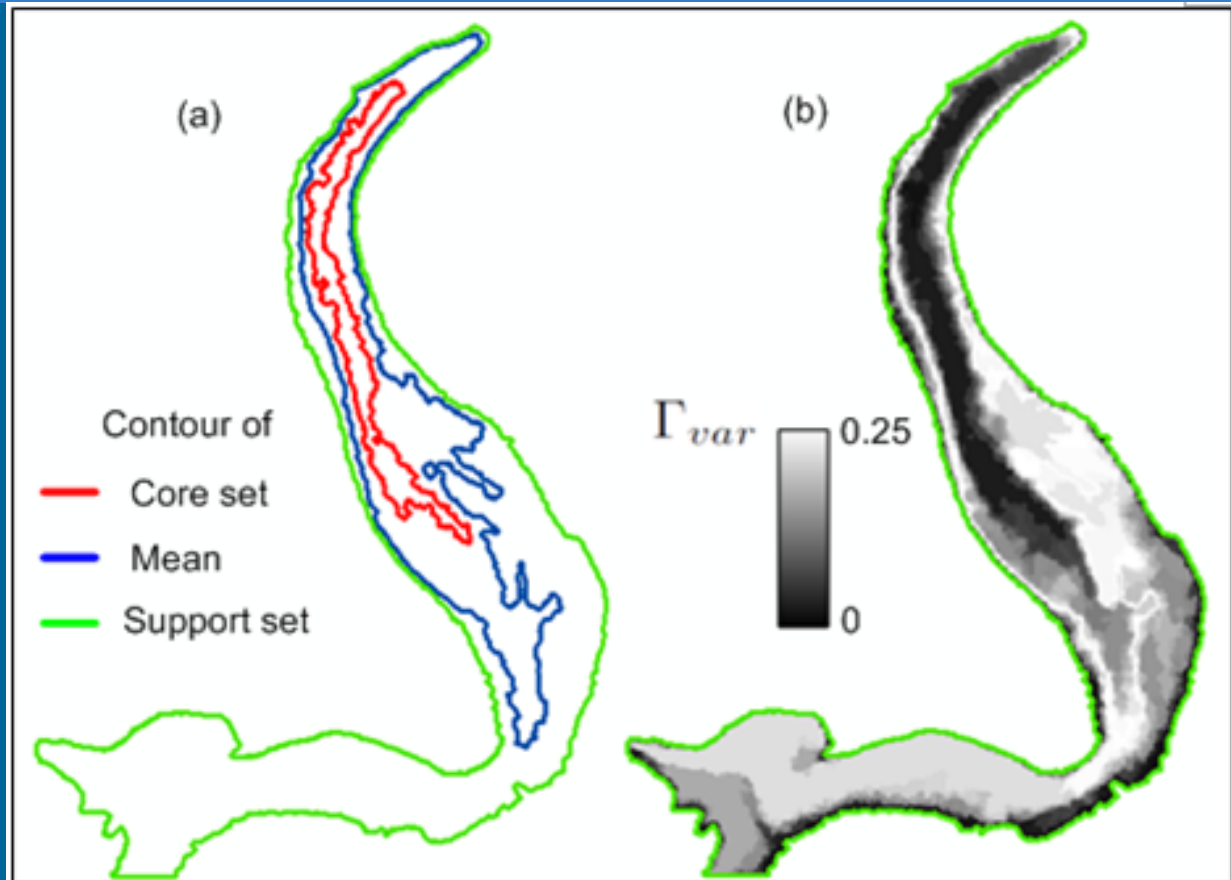 (a)
(b)
Contour of
Core set
Mean
Support set
Γvar
0.25
0